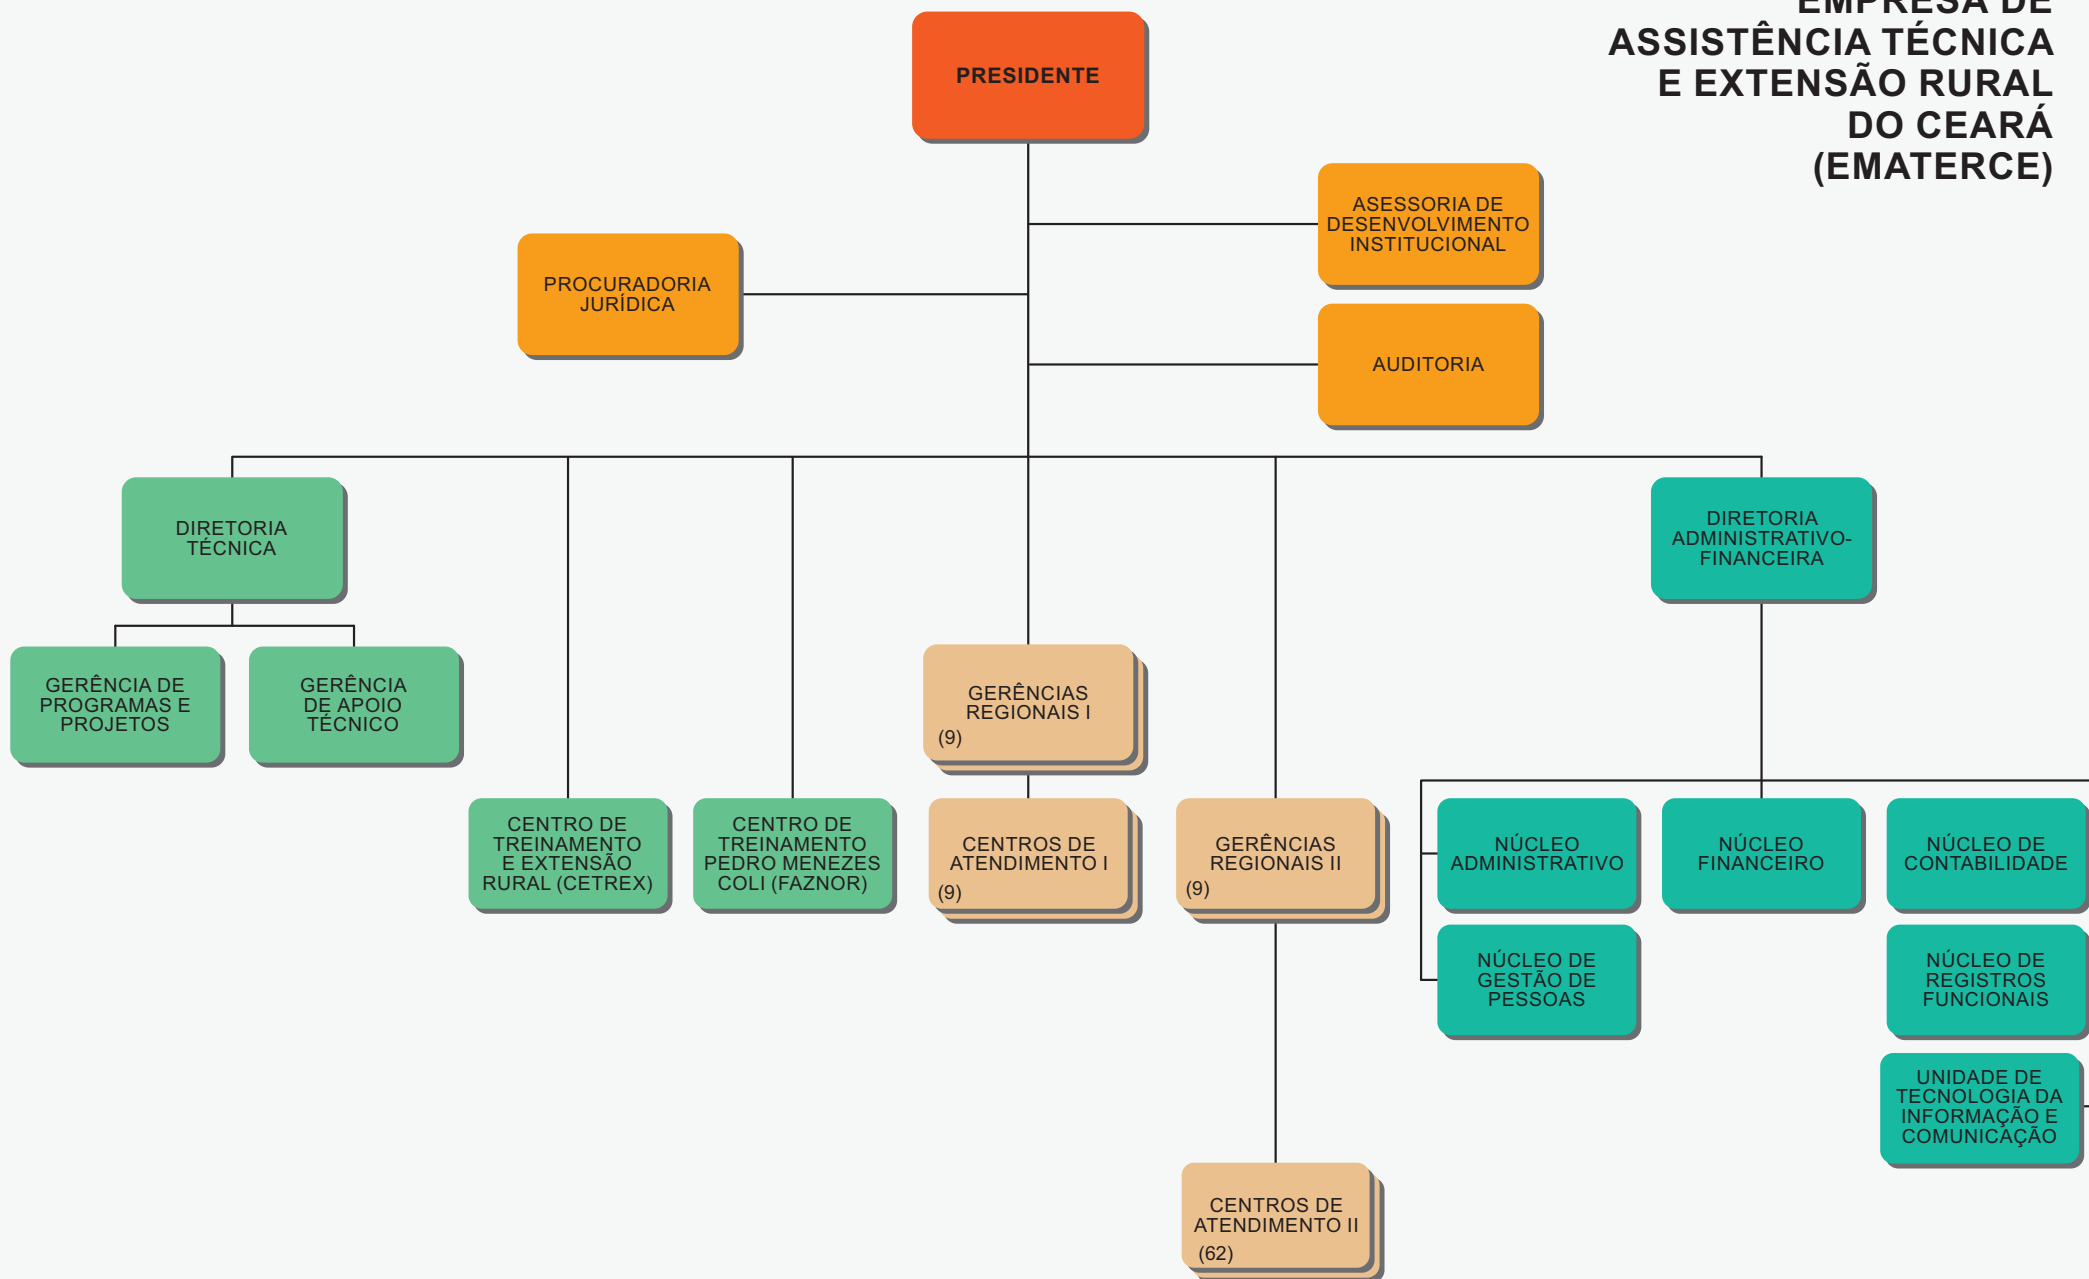 EMPRESA DE
ASSISTÊNCIA TÉCNICA
E EXTENSÃO RURAL
DO CEARÁ
(EMATERCE)
PRESIDENTE
ASESSORIA DE
DESENVOLVIMENTO
INSTITUCIONAL
PROCURADORIA
JURÍDICA
AUDITORIA
DIRETORIA
TÉCNICA
DIRETORIA
ADMINISTRATIVO-
FINANCEIRA
GERÊNCIA DE
PROGRAMAS E
PROJETOS
GERÊNCIA
DE APOIO
TÉCNICO
GERÊNCIAS
REGIONAIS I
(9)
CENTRO DE
TREINAMENTO
E EXTENSÃO
RURAL (CETREX)
CENTRO DE
TREINAMENTO
PEDRO MENEZES
COLI (FAZNOR)
CENTROS DE
ATENDIMENTO I
(9)
GERÊNCIAS
REGIONAIS II
(9)
NÚCLEO
ADMINISTRATIVO
NÚCLEO
FINANCEIRO
NÚCLEO DE
CONTABILIDADE
NÚCLEO DE
GESTÃO DE
PESSOAS
NÚCLEO DE
REGISTROS
FUNCIONAIS
UNIDADE DE
TECNOLOGIA DA
INFORMAÇÃO E
COMUNICAÇÃO
CENTROS DE
ATENDIMENTO II
(62)